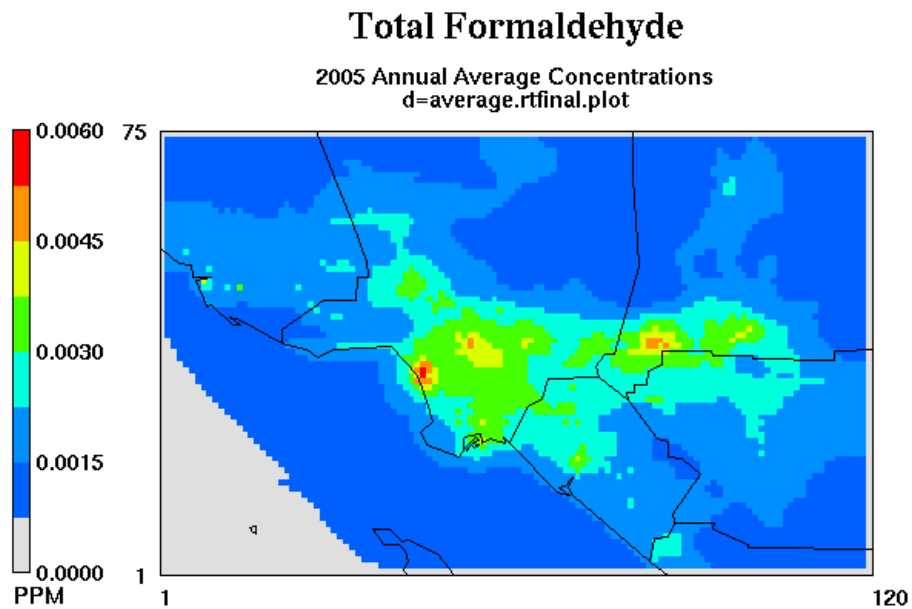 Total Formaldehyde
2005 Annual Average Concentrations
d=average.rtfinal.plot
0.0060
0.0045
0.0030
0.0015
0.0000
PPM
75
1
1
120